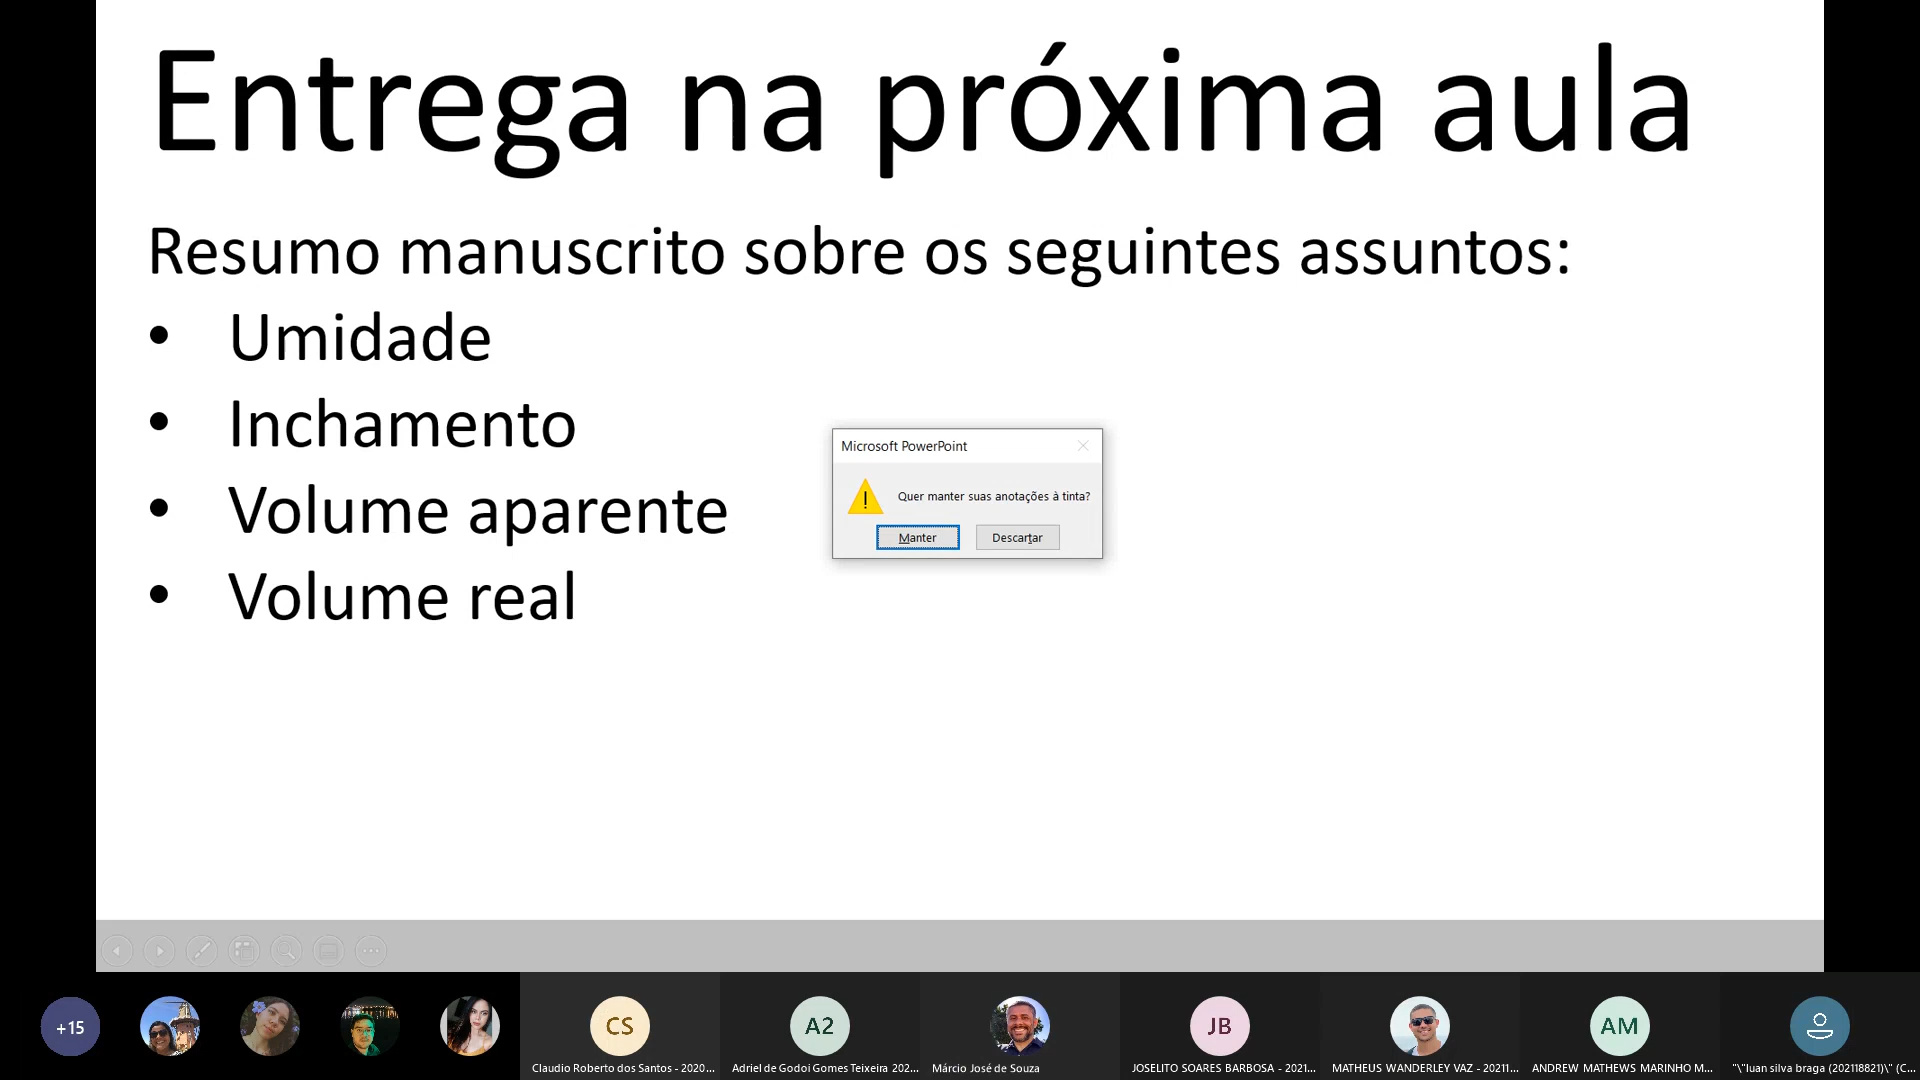 Entrega na próxima aula
Resumo manuscrito sobre os seguintes assuntos:
• Umidade
• Inchamento
• Volume aparente
• Volume real
Microsoft PowerPoint
Quer manter suas anotações à tinta?
Manter Descartar
+15
CS A2 JB AM
Claudio Roberto dos Santos - 2020... Adriel de Godoi Gomes Teixeira 202... Márcio José de Souza JOSELITO SOARES BARBOSA - 2021... MATHEUS WANDERLEY VAZ - 20211... ANDREW MATHEWS MARINHO M... "\"luan silva braga (202118821)\" (C...